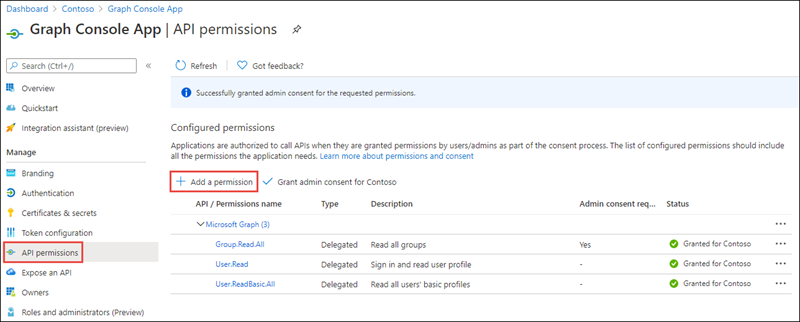 Dashboard > Contoso > Graph Console App
Graph Console App | API permissions
Search (Ctrl+/)
«
Refresh
Got feedback?
Overview
Quickstart
Integration assistant (preview)
Manage
Branding
Authentication
Certificates & secrets
Token configuration
API permissions
Expose an API
Owners
Roles and administrators (Preview)
Successfully granted admin consent for the requested permissions.
Configured permissions
Applications are authorized to call APIs when they are granted permissions by users/admins as part of the consent process. The list of configured permissions should include
all the permissions the application needs. Learn more about permissions and consent
+ Add a permission ✓ Grant admin consent for Contoso
API / Permissions name Type Description Admin consent req... Status
Microsoft Graph (3) ...
Group.Read.All Delegated Read all groups Yes Granted for Contoso ...
User.Read Delegated Sign in and read user profile - Granted for Contoso ...
User.ReadBasic.All Delegated Read all users' basic profiles - Granted for Contoso ...